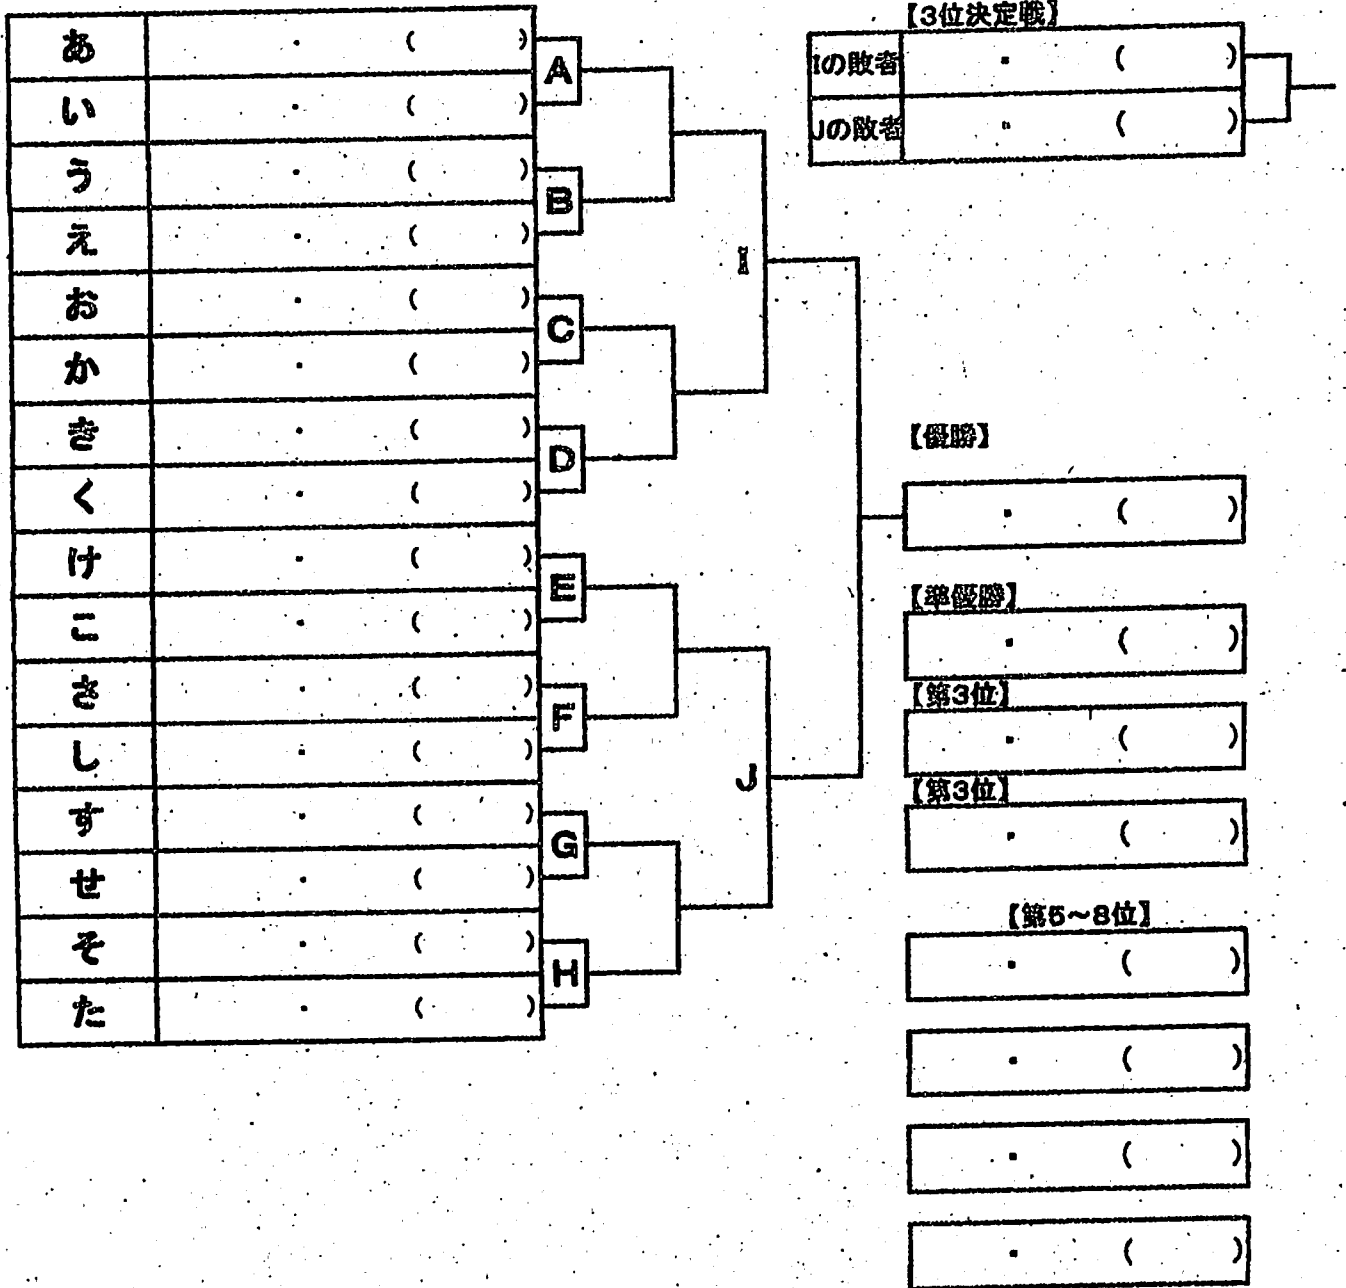 あ ・ ( )
い ・ ( )
う ・ ( )
え ・ ( )
お ・ ( )
か ・ ( )
き ・ ( )
く ・ ( )
け ・ ( )
こ ・ ( )
さ ・ ( )
し ・ ( )
す ・ ( )
せ ・ ( )
そ ・ ( )
た ・ ( )
A
B
C
D
E
F
G
H
I
J
【3位決定戦】
Iの敗者 ・ ( )
Jの敗者 ・ ( )
【優勝】
・ ( )
【準優勝】
・ ( )
【第3位】
・ ( )
【第3位】
・ ( )
【第5～8位】
・ ( )
・ ( )
・ ( )
・ ( )